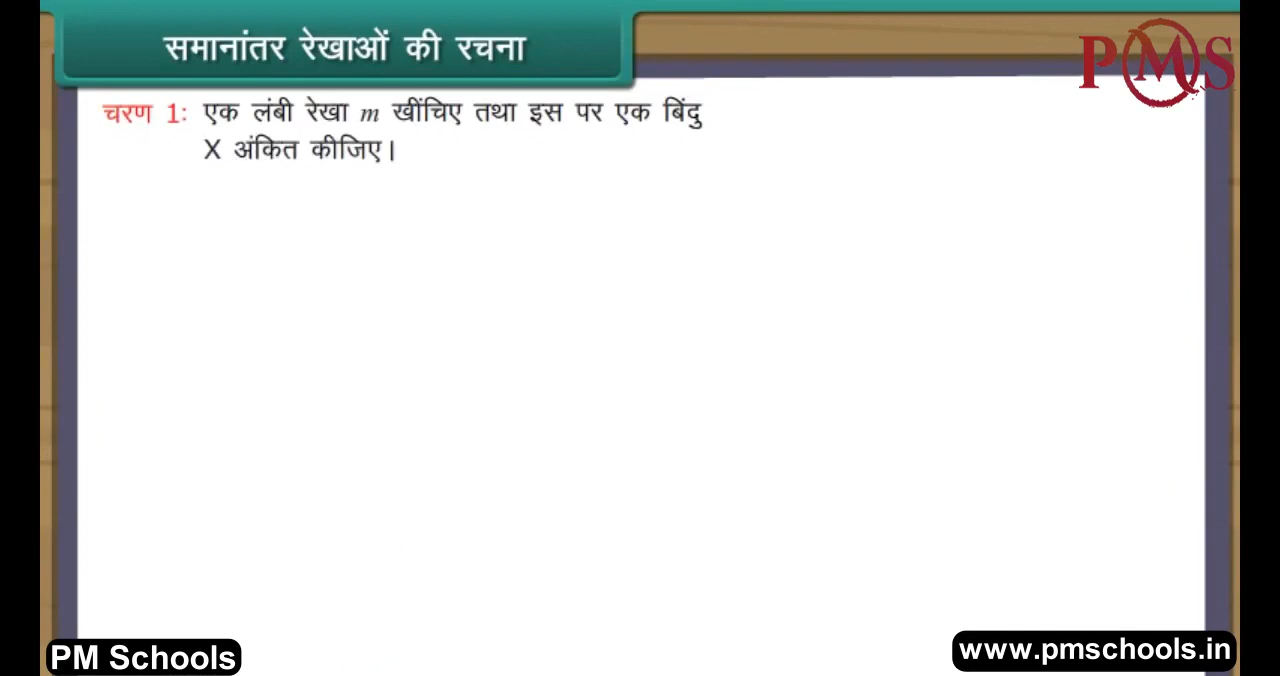 समानांतर रेखाओं की रचना
PMS
चरण 1: एक लंबी रेखा m खींचिए तथा इस पर एक बिंदु
X अंकित कीजिए।
PM Schools
www.pmschools.in